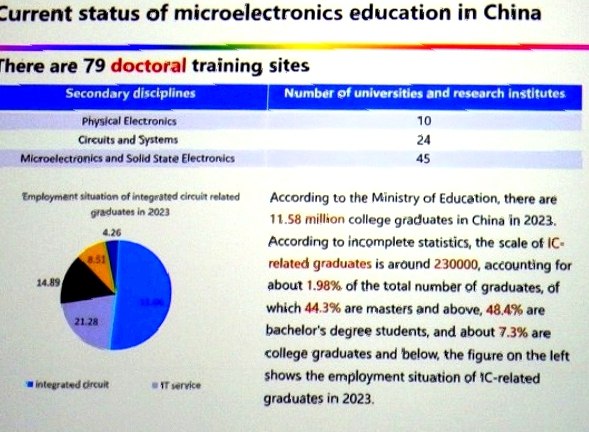 Current status of microelectronics education in China
There are 79 doctoral training sites
Secondary disciplines Number of universities and research institutes
Physical Electronics 10
Circuits and Systems 24
Microelectronics and Solid State Electronics 45
Employment situation of integrated circuit related
graduates in 2023
4.26
8.51
14.89
21.28
integrated circuit IT service
According to the Ministry of Education, there are
11.58 million college graduates in China in 2023.
According to incomplete statistics, the scale of IC-
related graduates is around 230000, accounting for
about 1.98% of the total number of graduates, of
which 44.3% are masters and above, 48.4% are
bachelor's degree students, and about 7.3% are
college graduates and below, the figure on the left
shows the employment situation of IC-related
graduates in 2023.